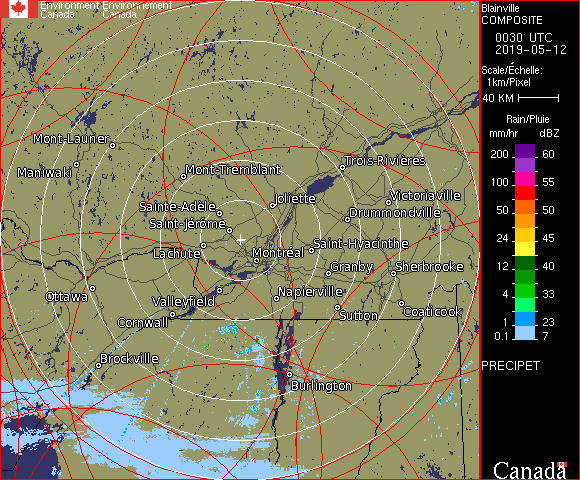 Environment Environnement
Canada Canada
Blainville
COMPOSITE
0030 UTC
2019-05-12
Scale/Échelle:
1km/Pixel
40 KM
Rain/Pluie
mm/hr dBZ
200 60
100 55
50 50
24 45
12 40
4 33
1 23
0.1 7
PRECIPET
Mont-Laurier
Maniwaki
Mont-Tremblant
Trois-Rivières
Joliette
Victoriaville
Sainte-Adele
Drummondville
Saint-Jérôme
Saint-Hyacinthe
Lachute
Montréal
Granby
Sherbrooke
Ottawa
Napierville
Valleyfield
Sutton
Coaticook
Cornwall
Brockville
Burlington
Canada